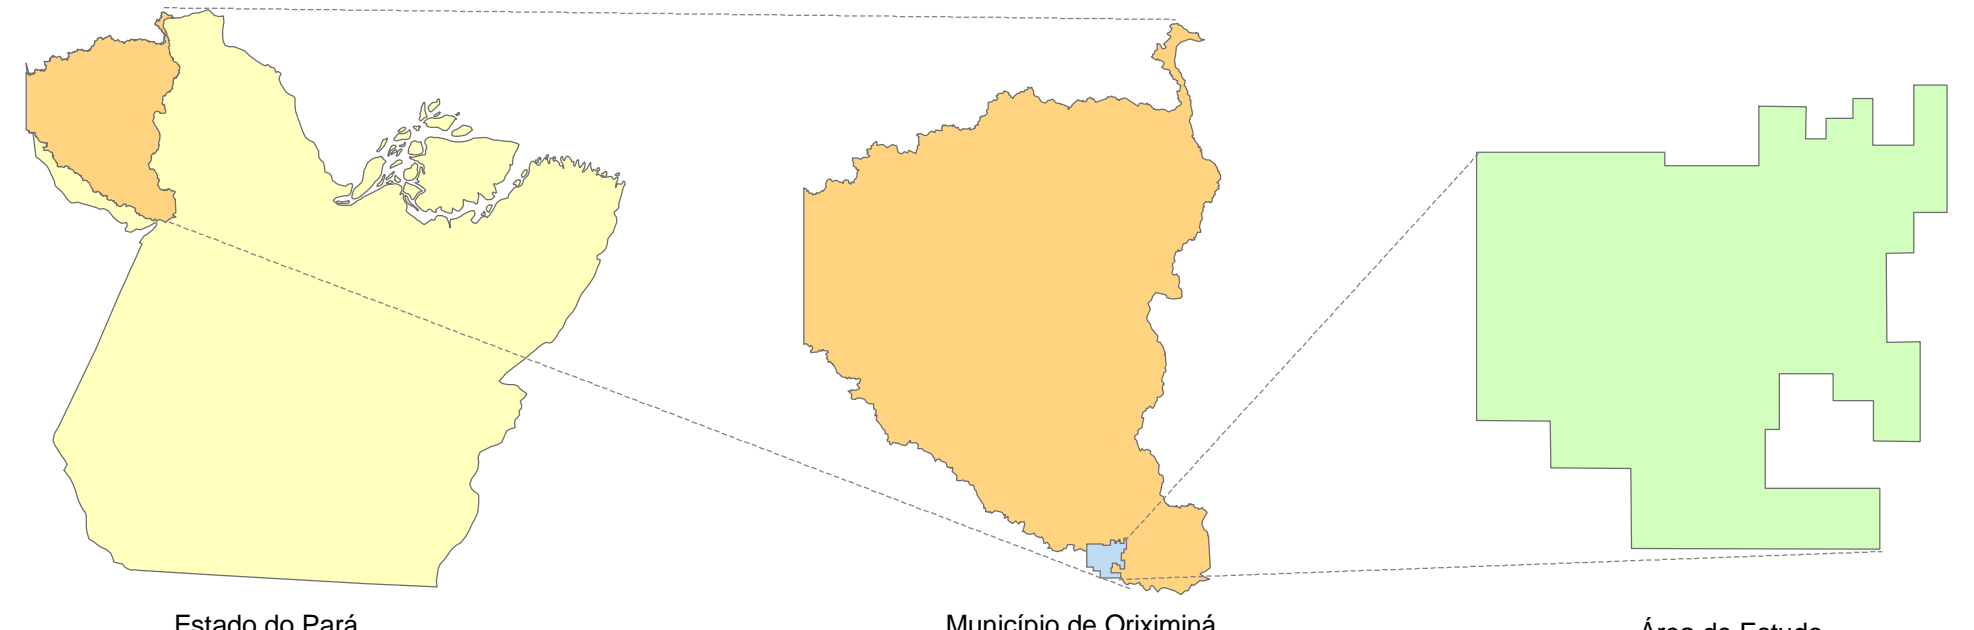 Estado do Pará
Município de Oriximiná
Área de Estudo